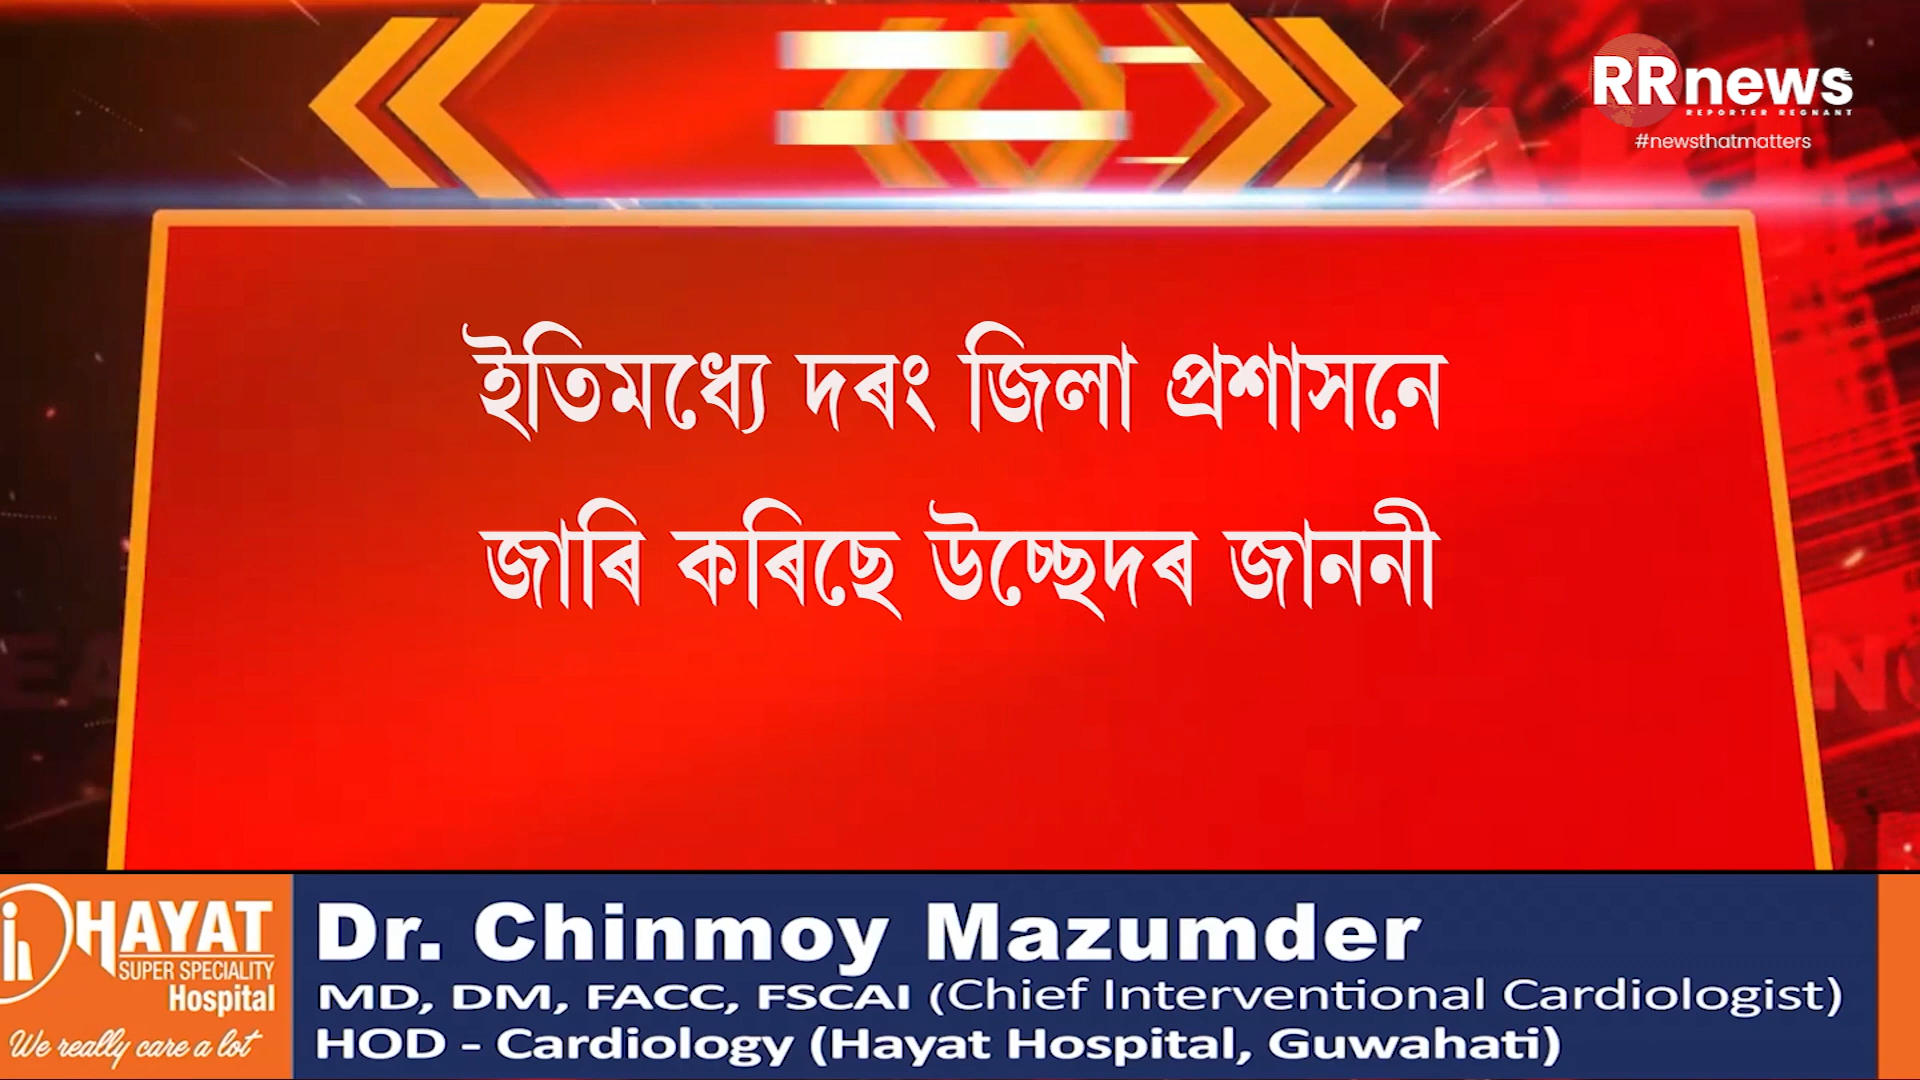 RRnews
REPORTER REGNANT
#newsthatmatters
ইতিমধ্যে দৰং জিলা প্ৰশাসনে
জাৰি কৰিছে উচ্ছেদৰ জাননী
HAYAT
SUPER SPECIALITY
Hospital
We really care a lot
Dr. Chinmoy Mazumder
MD, DM, FACC, FSCAI (Chief Interventional Cardiologist)
HOD - Cardiology (Hayat Hospital, Guwahati)